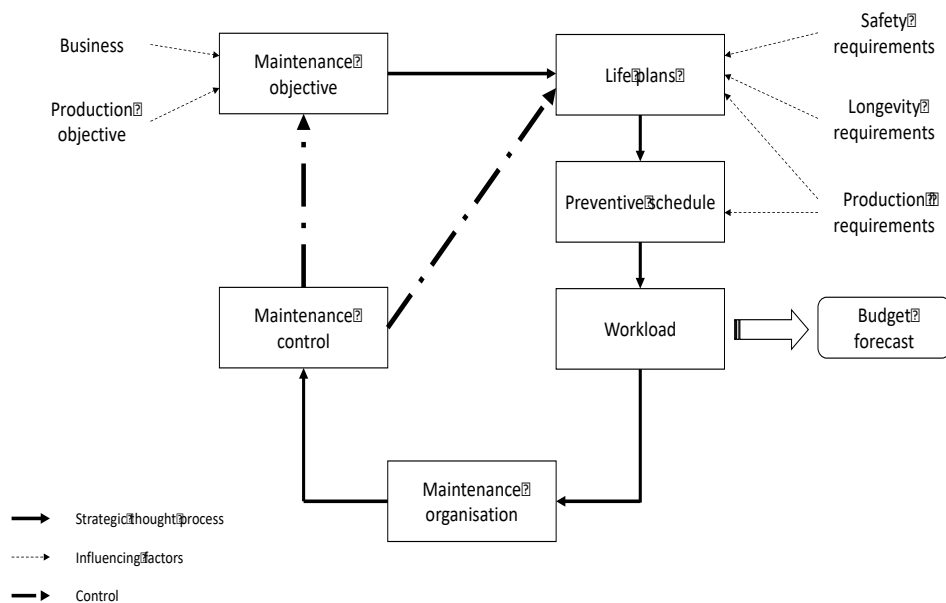 Business
Production
objective
Maintenance
objective
Life plans
Safety
requirements
Longevity
requirements
Preventive schedule
Production
requirements
Maintenance
control
Workload
Budget
forecast
Maintenance
organisation
Strategic thought process
Influencing factors
Control